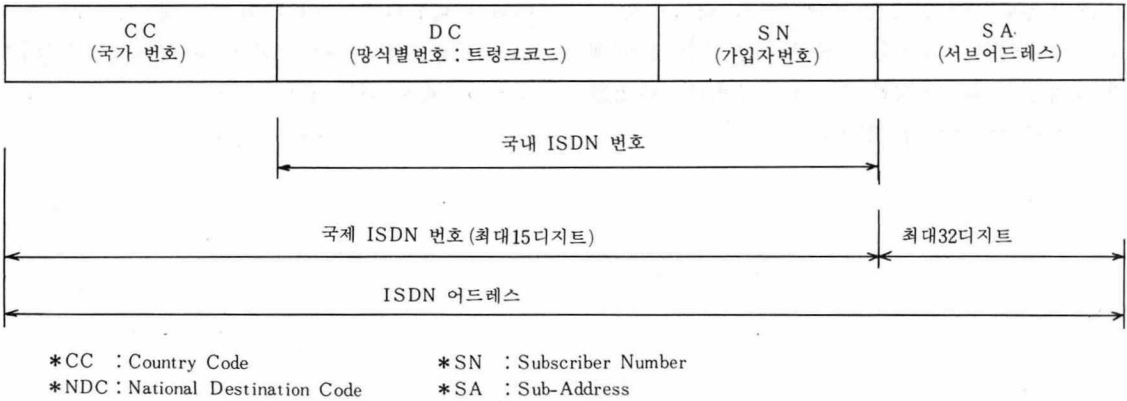 CC DC SN SA
(국가 번호) (망식별번호 : 트렁크코드) (가입자번호) (서브어드레스)
국내 ISDN 번호
국제 ISDN 번호 (최대15디지트) 최대32디지트
ISDN 어드레스
*CC : Country Code *SN : Subscriber Number
*NDC : National Destination Code *SA : Sub-Address